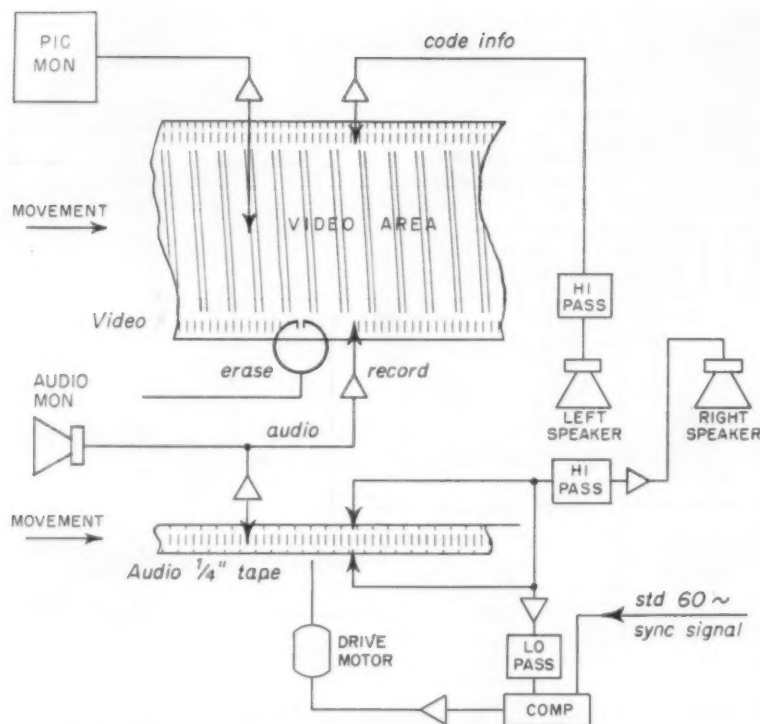 PIC
MON
code info
MOVEMENT
VIDEO AREA
Video
HI
PASS
erase
record
AUDIO
MON
LEFT
SPEAKER
RIGHT
SPEAKER
audio
HI
PASS
MOVEMENT
Audio 1/4" tape
std 60 ~
sync signal
DRIVE
MOTOR
LO
PASS
COMP